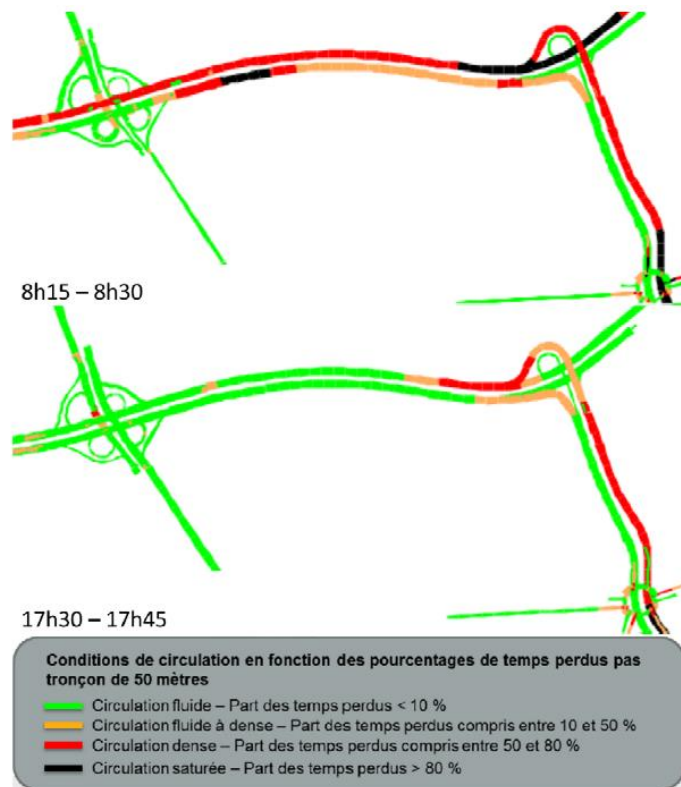 8h15 – 8h30
17h30 – 17h45
Conditions de circulation en fonction des pourcentages de temps perdus pas
tronçon de 50 mètres
Circulation fluide – Part des temps perdus < 10 %
Circulation fluide à dense – Part des temps perdus compris entre 10 et 50 %
Circulation dense – Part des temps perdus compris entre 50 et 80 %
Circulation saturée – Part des temps perdus > 80 %